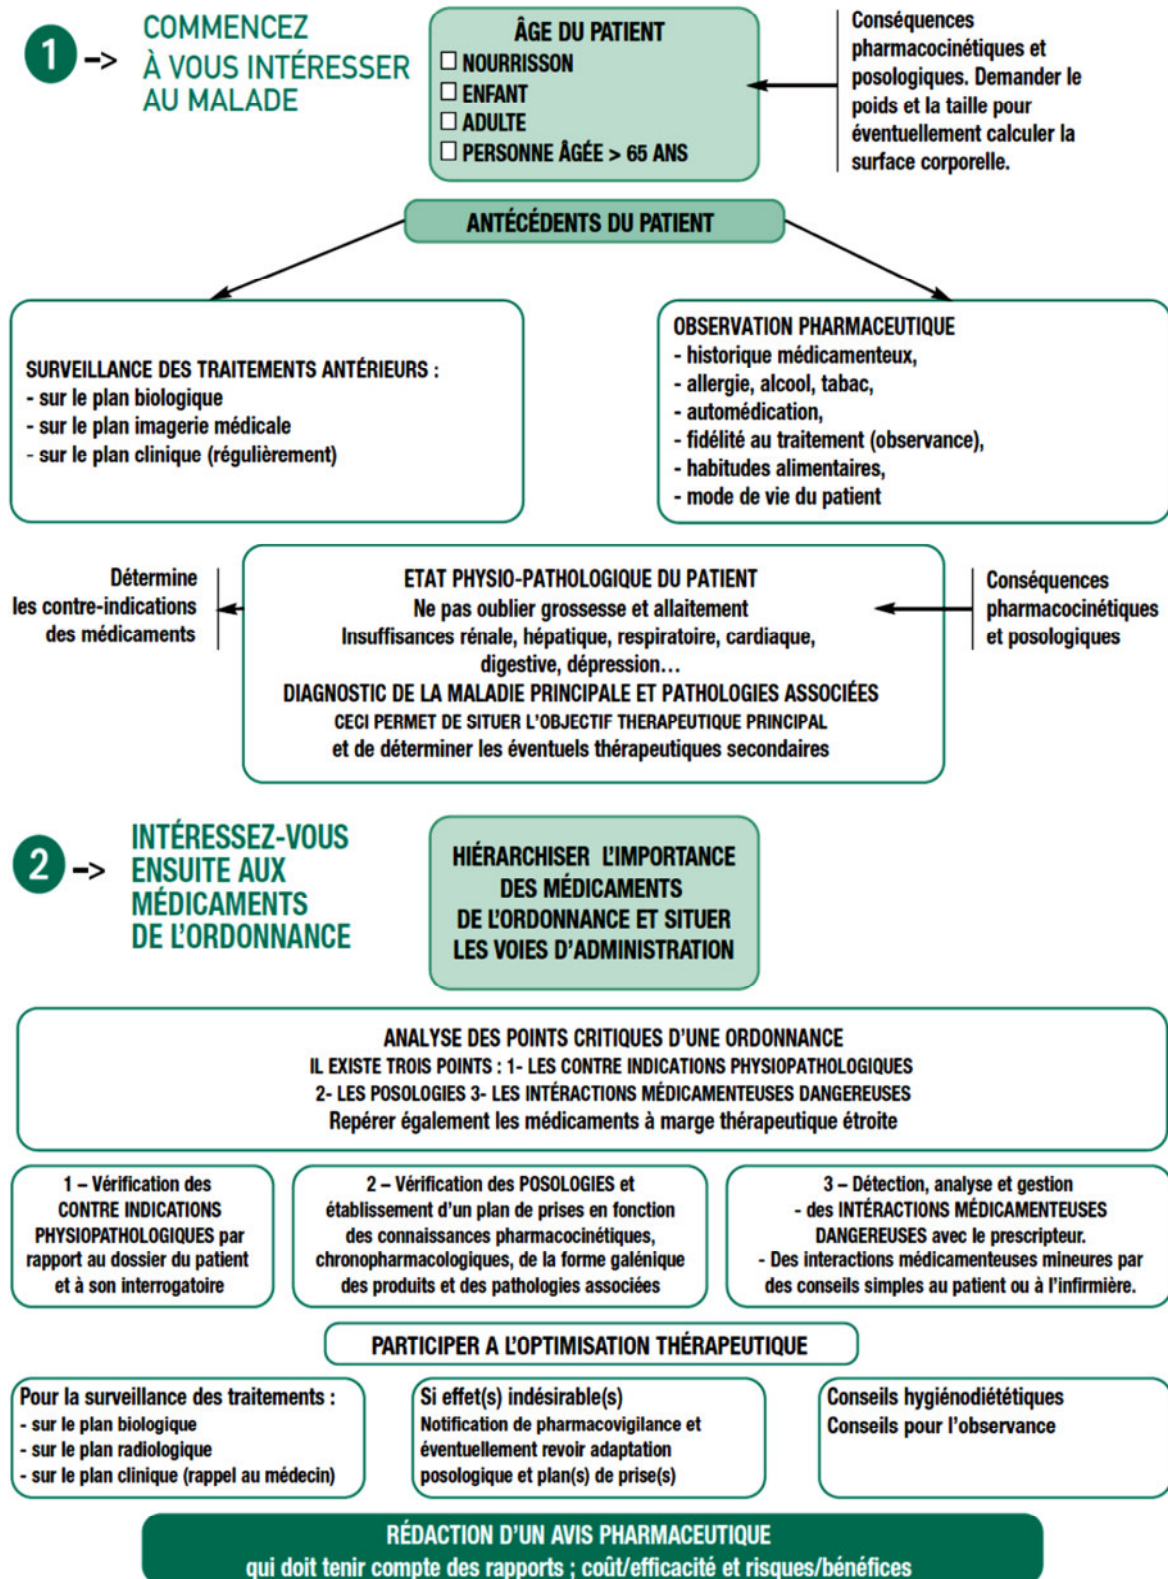 1 -> COMMENCEZ
À VOUS INTÉRESSER
AU MALADE
ÂGE DU PATIENT
☐ NOURRISSON
☐ ENFANT
☐ ADULTE
☐ PERSONNE ÂGÉE > 65 ANS
Conséquences
pharmacocinétiques et
posologiques. Demander le
poids et la taille pour
éventuellement calculer la
surface corporelle.
ANTÉCÉDENTS DU PATIENT
SURVEILLANCE DES TRAITEMENTS ANTÉRIEURS :
- sur le plan biologique
- sur le plan imagerie médicale
- sur le plan clinique (régulièrement)
OBSERVATION PHARMACEUTIQUE
- historique médicamenteux,
- allergie, alcool, tabac,
- automédication,
- fidélité au traitement (observance),
- habitudes alimentaires,
- mode de vie du patient
Détermine
les contre-indications
des médicaments
ETAT PHYSIO-PATHOLOGIQUE DU PATIENT
Ne pas oublier grossesse et allaitement
Insuffisances rénale, hépatique, respiratoire, cardiaque,
digestive, dépression...
DIAGNOSTIC DE LA MALADIE PRINCIPALE ET PATHOLOGIES ASSOCIÉES
CECI PERMET DE SITUER L'OBJECTIF THERAPEUTIQUE PRINCIPAL
et de déterminer les éventuels thérapeutiques secondaires
Conséquences
pharmacocinétiques
et posologiques
2 -> INTÉRESSEZ-VOUS
ENSUITE AUX
MÉDICAMENTS
DE L'ORDONNANCE
HIÉRARCHISER L'IMPORTANCE
DES MÉDICAMENTS
DE L'ORDONNANCE ET SITUER
LES VOIES D'ADMINISTRATION
ANALYSE DES POINTS CRITIQUES D'UNE ORDONNANCE
IL EXISTE TROIS POINTS : 1- LES CONTRE INDICATIONS PHYSIOPATHOLOGIQUES
2- LES POSOLOGIES 3- LES INTÉRACTIONS MÉDICAMENTEUSES DANGEREUSES
Repérer également les médicaments à marge thérapeutique étroite
1 – Vérification des
CONTRE INDICATIONS
PHYSIOPATHOLOGIQUES par
rapport au dossier du patient
et à son interrogatoire
2 – Vérification des POSOLOGIES et
établissement d'un plan de prises en fonction
des connaissances pharmacocinétiques,
chronopharmacologiques, de la forme galénique
des produits et des pathologies associées
3 – Détection, analyse et gestion
- des INTÉRACTIONS MÉDICAMENTEUSES
DANGEREUSES avec le prescripteur.
- Des interactions médicamenteuses mineures par
des conseils simples au patient ou à l'infirmière.
PARTICIPER A L'OPTIMISATION THÉRAPEUTIQUE
Pour la surveillance des traitements :
- sur le plan biologique
- sur le plan radiologique
- sur le plan clinique (rappel au médecin)
Si effet(s) indésirable(s)
Notification de pharmacovigilance et
éventuellement revoir adaptation
posologique et plan(s) de prise(s)
Conseils hygiénodiététiques
Conseils pour l'observance
RÉDACTION D'UN AVIS PHARMACEUTIQUE
qui doit tenir compte des rapports ; coût/efficacité et risques/bénéfices